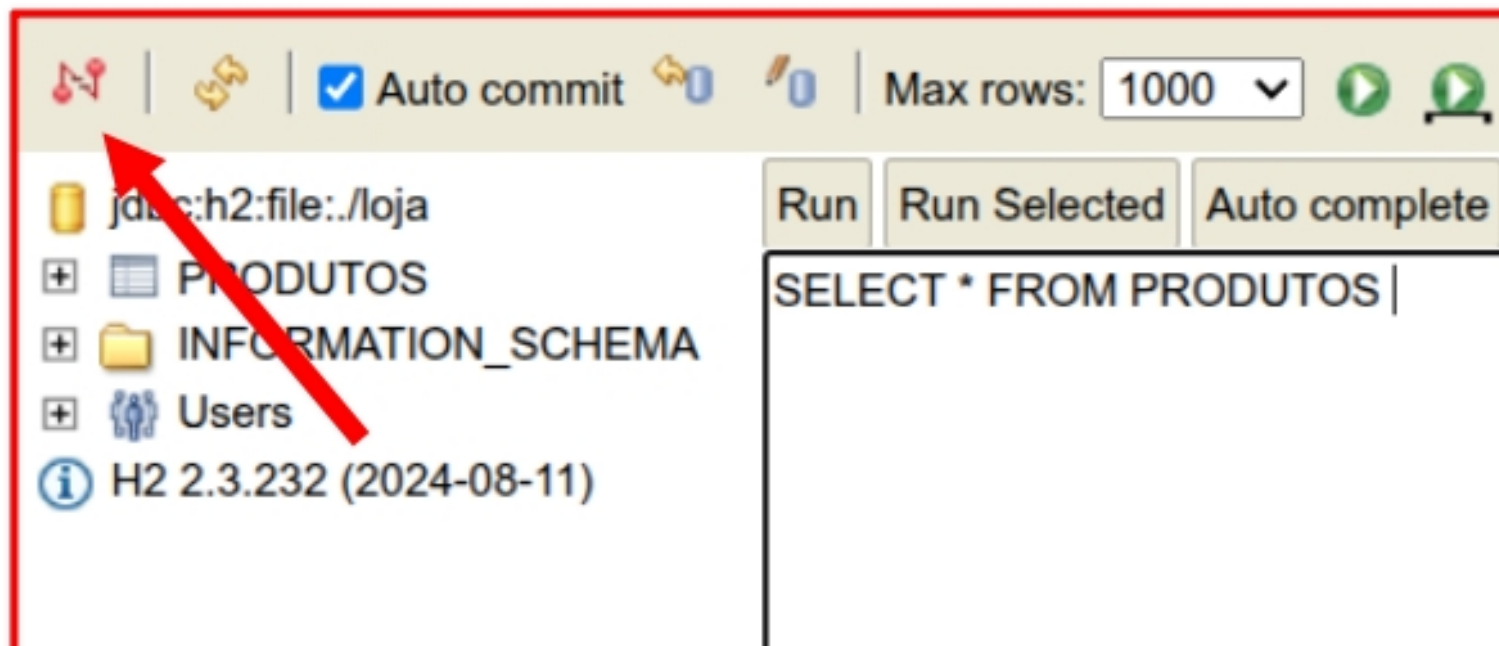 Auto commit Max rows: 1000
jdbc:h2:file:./loja
PRODUTOS
INFORMATION_SCHEMA
Users
H2 2.3.232 (2024-08-11)
Run Run Selected Auto complete
SELECT * FROM PRODUTOS